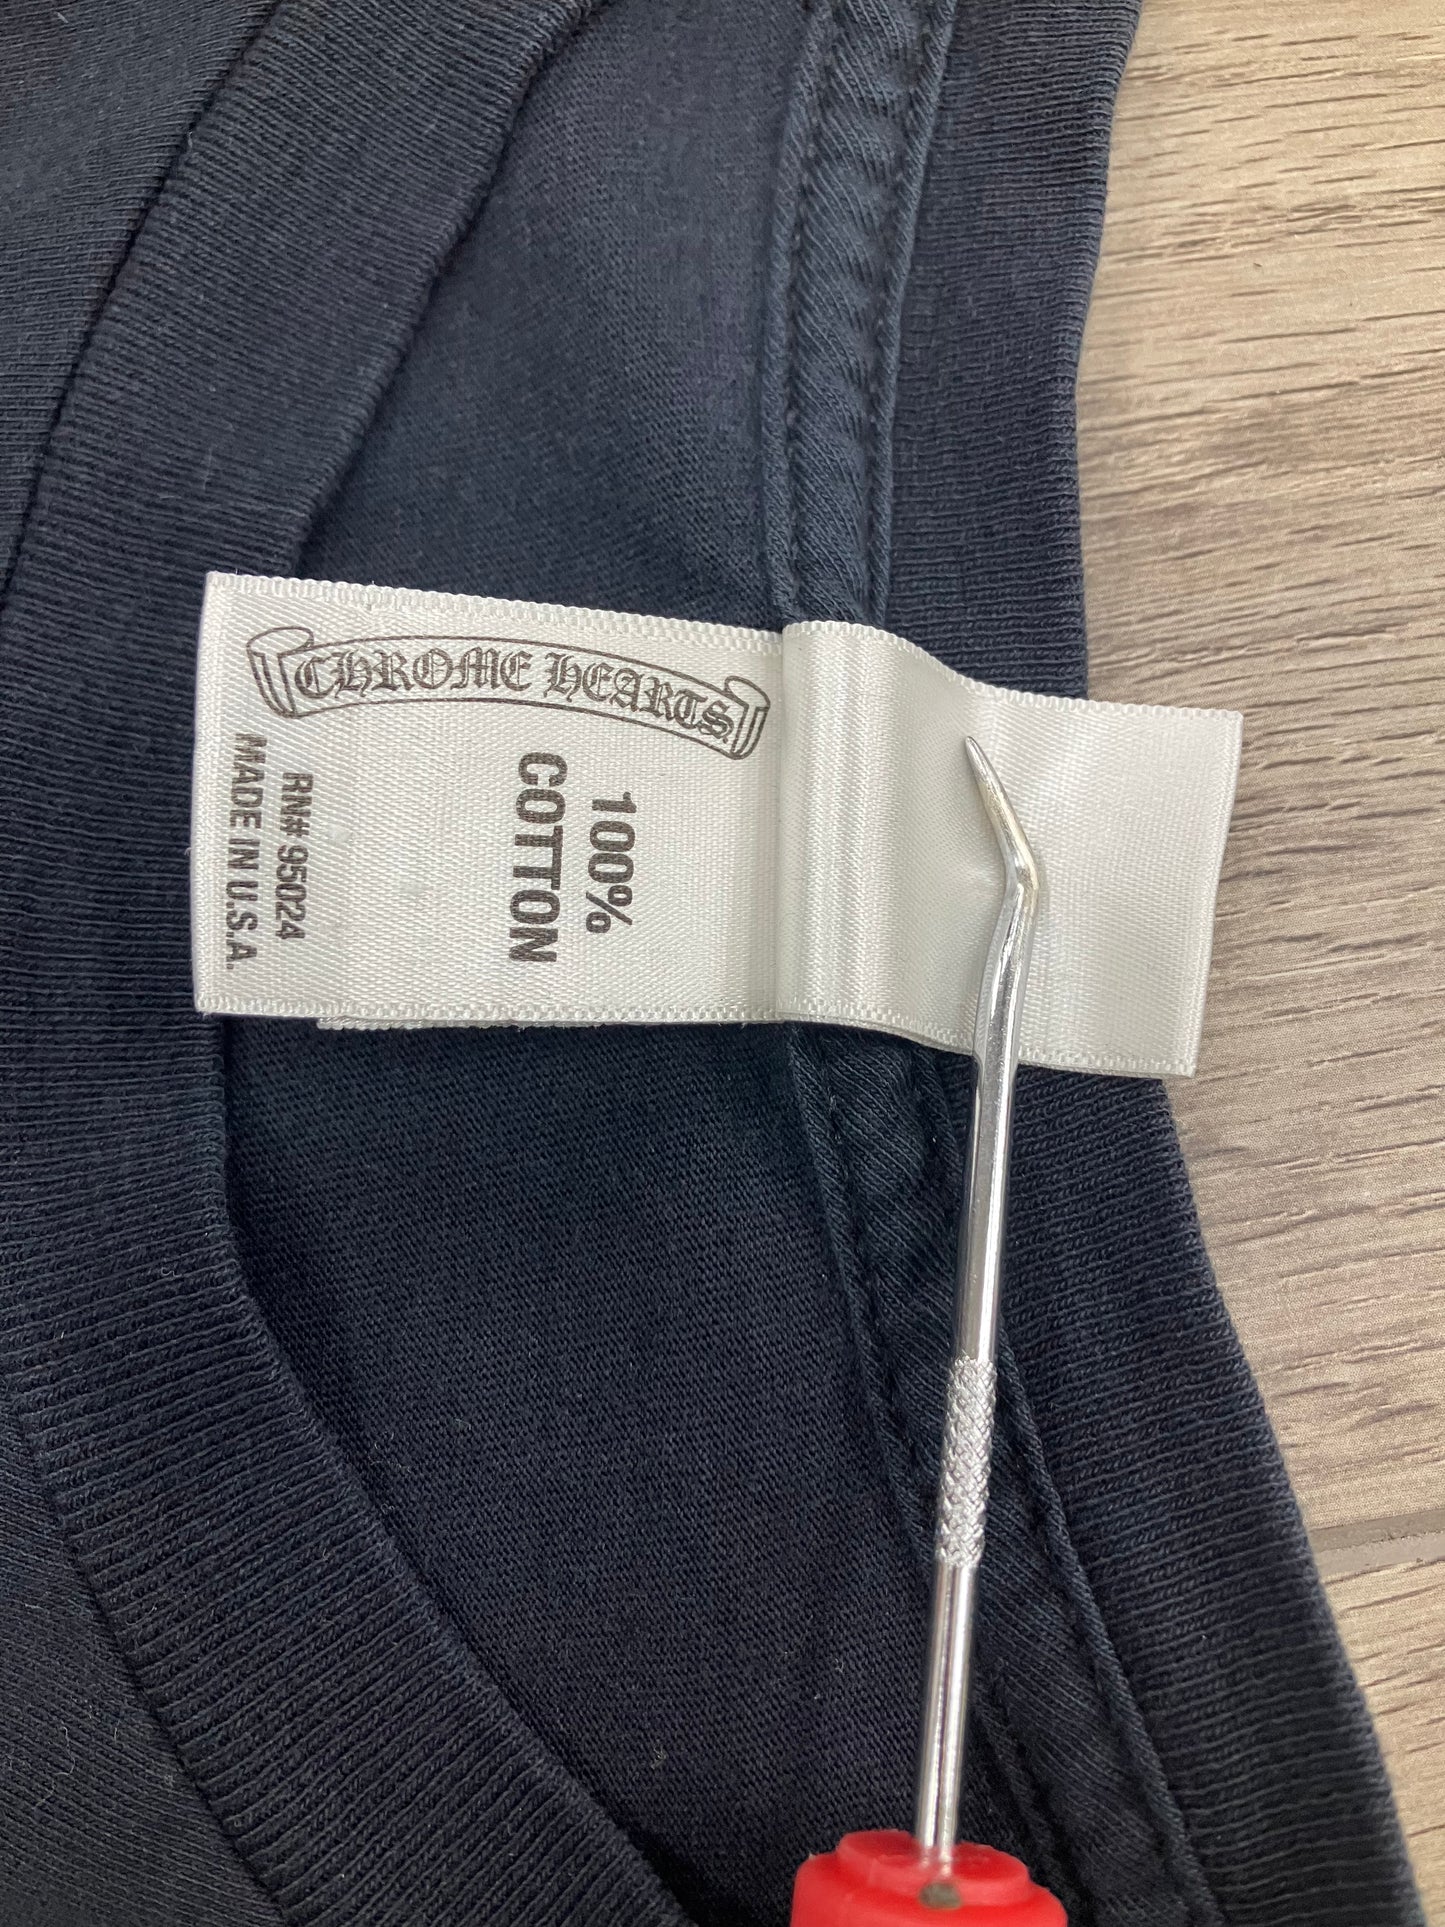 CHROME HEARTS
100%
COTTON
RN# 95024
MADE IN U.S.A.